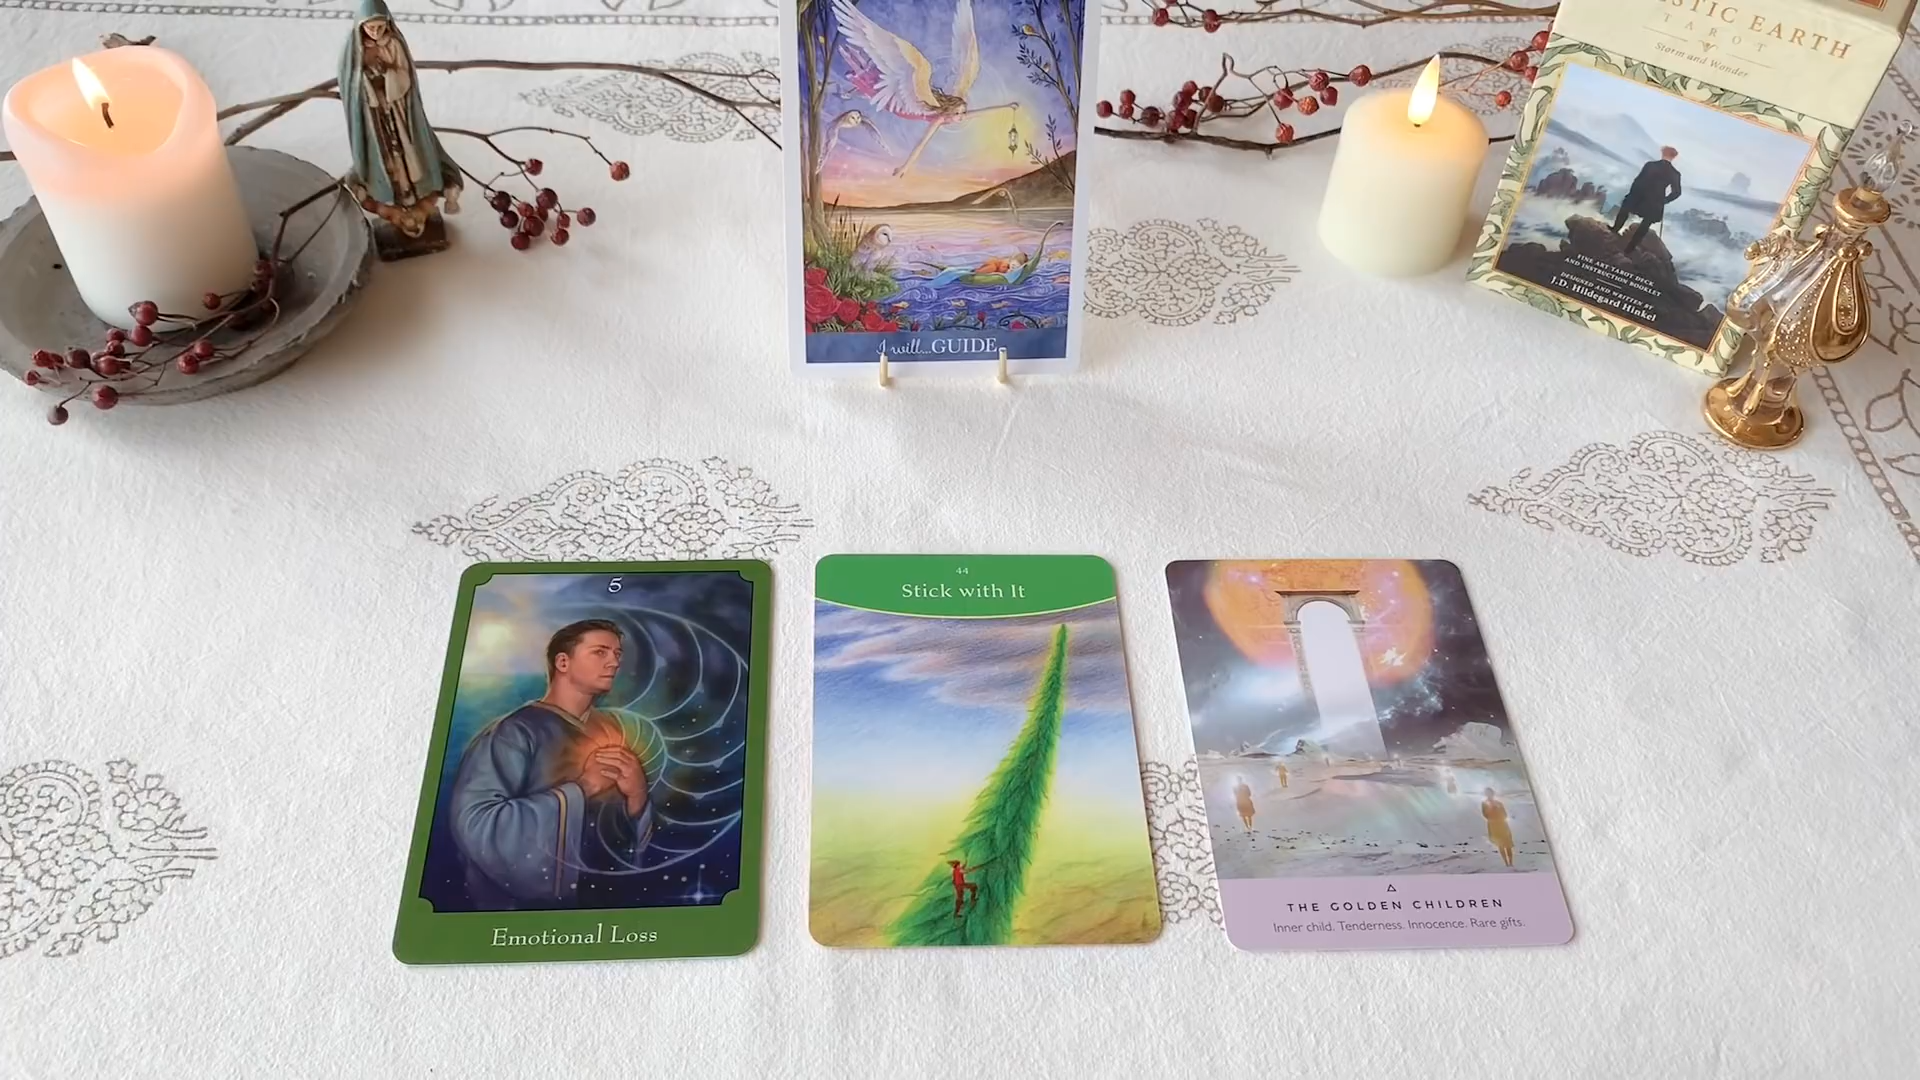 EARTH
TAROT
Storm and Wonder
FINE ART TAROT DECK
AND INSTRUCTION BOOKLET
DESIGNED AND WRITTEN BY
J.D. Hildegard Hinkel
I will...GUIDE
5
Emotional Loss
44
Stick with It
THE GOLDEN CHILDREN
Inner child. Tenderness. Innocence. Rare gifts.